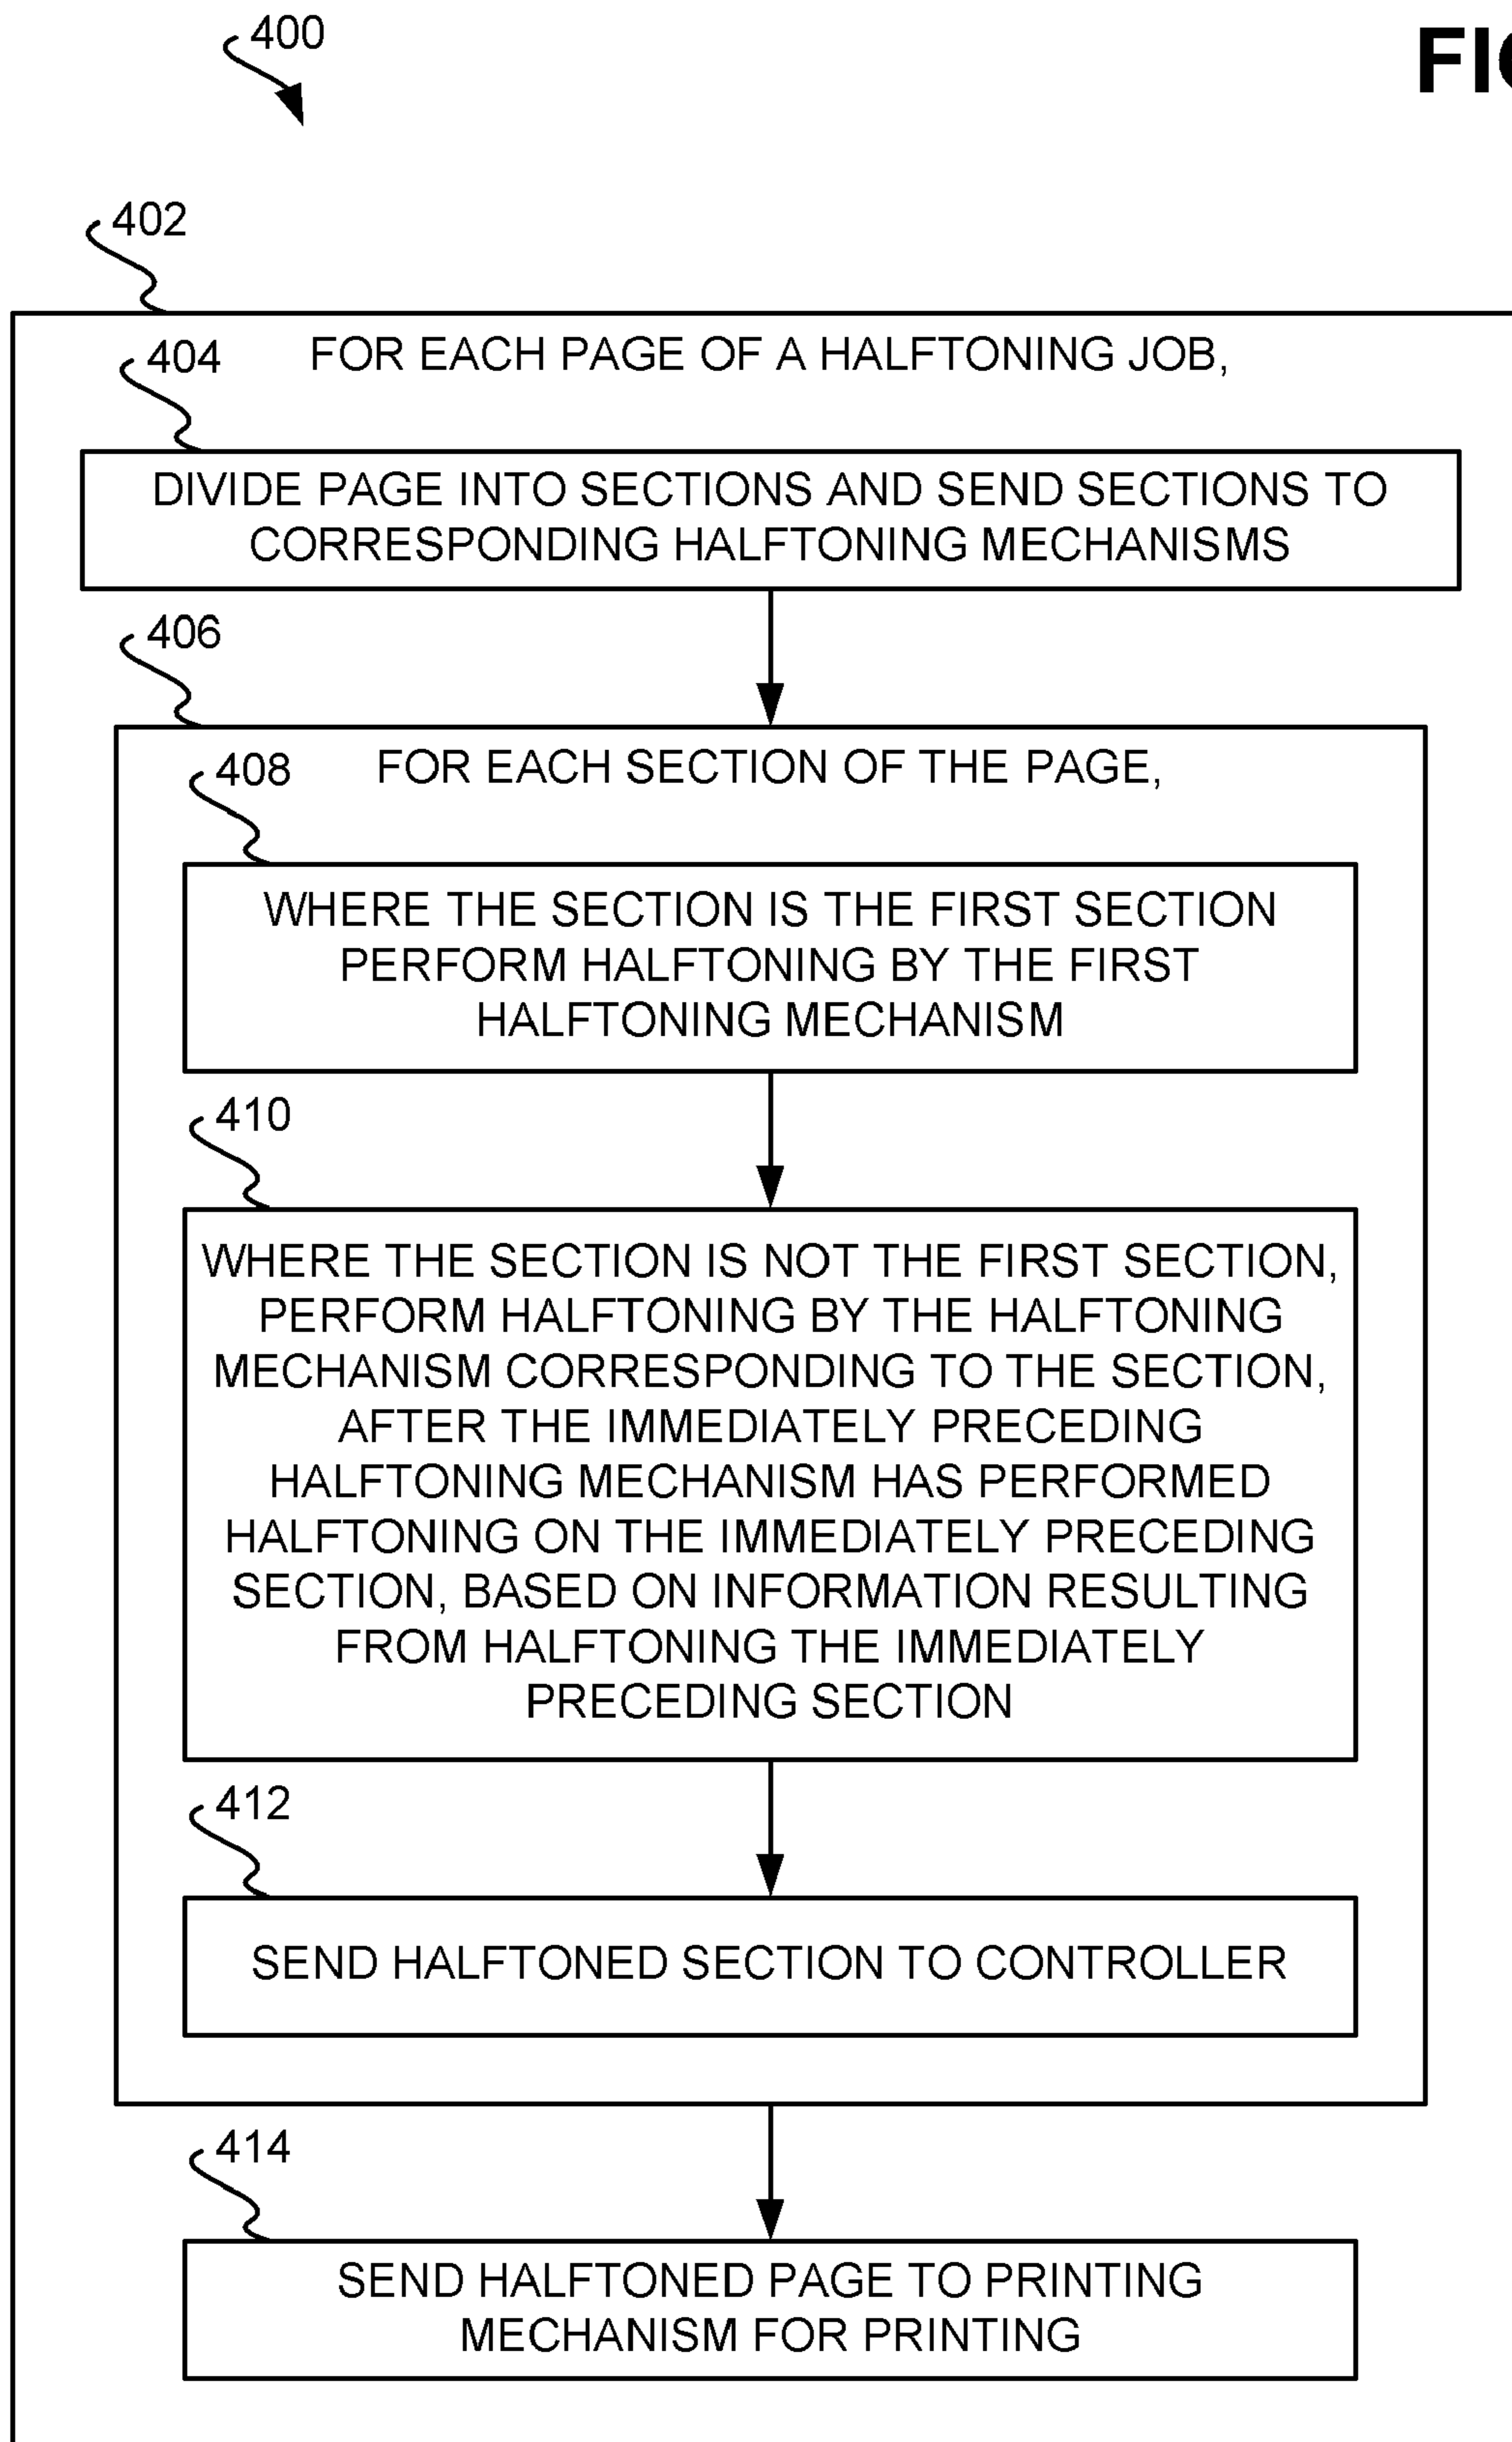 400
FIG
402
404
FOR EACH PAGE OF A HALFTONING JOB,
DIVIDE PAGE INTO SECTIONS AND SEND SECTIONS TO
CORRESPONDING HALFTONING MECHANISMS
406
408
FOR EACH SECTION OF THE PAGE,
WHERE THE SECTION IS THE FIRST SECTION
PERFORM HALFTONING BY THE FIRST
HALFTONING MECHANISM
410
WHERE THE SECTION IS NOT THE FIRST SECTION,
PERFORM HALFTONING BY THE HALFTONING
MECHANISM CORRESPONDING TO THE SECTION,
AFTER THE IMMEDIATELY PRECEDING
HALFTONING MECHANISM HAS PERFORMED
HALFTONING ON THE IMMEDIATELY PRECEDING
SECTION, BASED ON INFORMATION RESULTING
FROM HALFTONING THE IMMEDIATELY
PRECEDING SECTION
412
SEND HALFTONED SECTION TO CONTROLLER
414
SEND HALFTONED PAGE TO PRINTING
MECHANISM FOR PRINTING